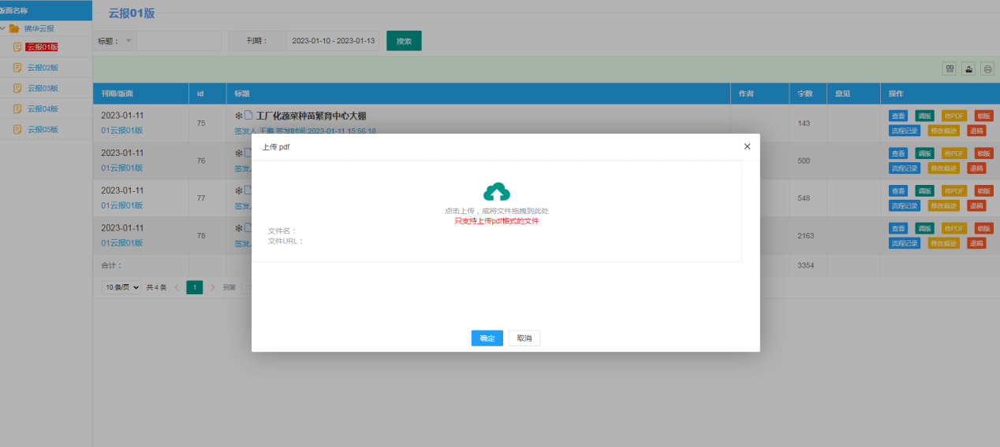 版面名称
锦华云报
云报01版
云报02版
云报03版
云报04版
云报05版
云报01版
标题：
刊期：
2023-01-10 - 2023-01-13
搜索
刊期/版面 id 标题 作者 字数 意见 操作
2023-01-11
01云报01版
75
工厂化蔬菜种苗繁育中心大棚
签发人:王鹏 签发时间:2023-01-11 15:56:18
143
查看 调版 传PDF 锁版
流程记录 修改痕迹 退稿
2023-01-11
01云报01版
76
签发人
500
查看 调版 传PDF 锁版
流程记录 修改痕迹 退稿
2023-01-11
01云报01版
77
签发人
548
查看 调版 传PDF 锁版
流程记录 修改痕迹 退稿
2023-01-11
01云报01版
78
签发人
2163
查看 调版 传PDF 锁版
流程记录 修改痕迹 退稿
合计：
3354
10 条/页 共 4 条 1 到第
上传 pdf
点击上传，或将文件拖拽到此处
只支持上传pdf格式的文件
文件名：
文件URL：
确定 取消